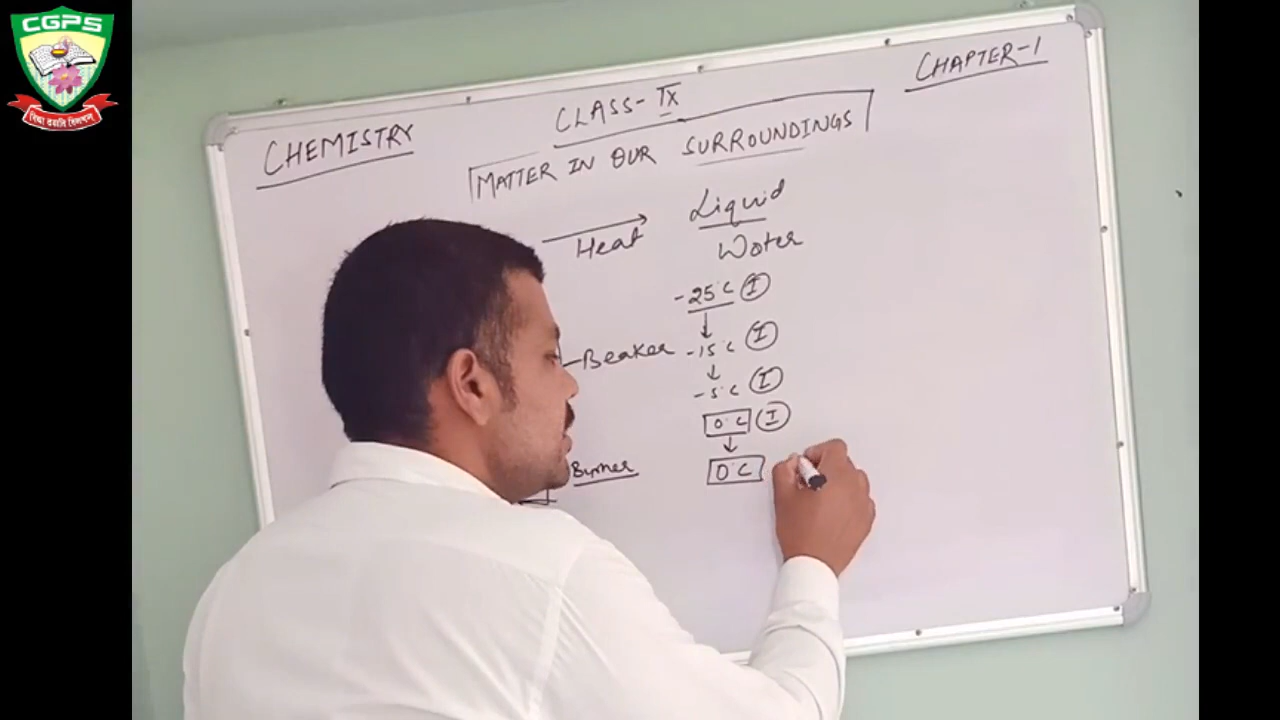 CGPS
CHEMISTRY
CLASS-IX
CHAPTER-1
MATTER IN OUR SURROUNDINGS
Heat
Liquid
Water
-25°C I
-15°C I
Beaker
-5°C I
0°C I
Burner
0°C